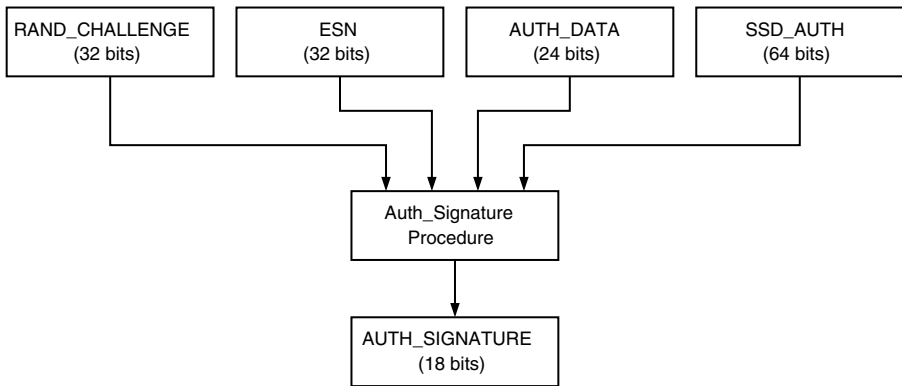 RAND_CHALLENGE
(32 bits)
ESN
(32 bits)
AUTH_DATA
(24 bits)
SSD_AUTH
(64 bits)
Auth_Signature
Procedure
AUTH_SIGNATURE
(18 bits)